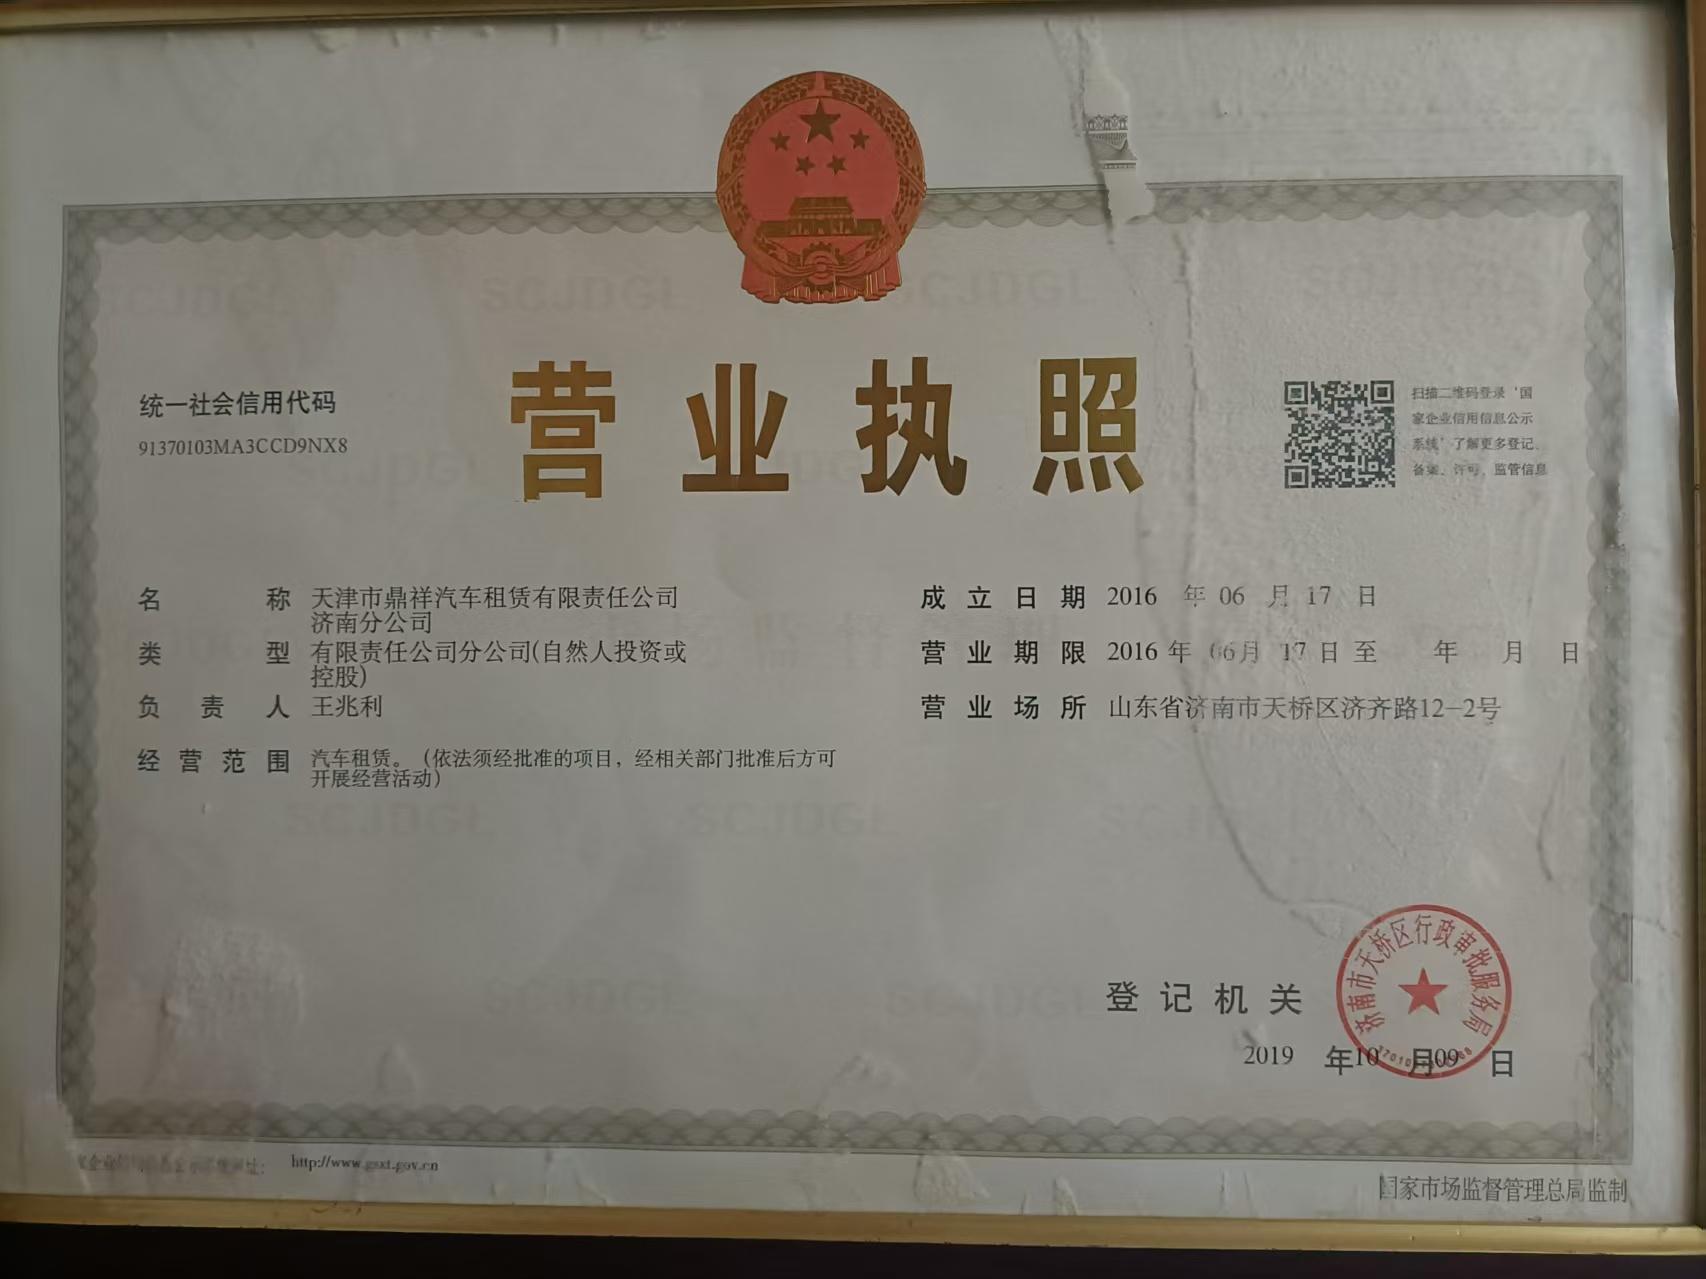 营业执照
统一社会信用代码
91370103MA3CCD9NX8
扫描二维码登录‘国
家企业信用信息公示
系统’了解更多登记、
备案、许可、监管信息
名称 天津市鼎祥汽车租赁有限责任公司
济南分公司
类型 有限责任公司分公司(自然人投资或
控股)
负责人 王兆利
经营范围 汽车租赁。(依法须经批准的项目，经相关部门批准后方可
开展经营活动)
成立日期 2016 年 06 月 17 日
营业期限 2016 年 06月 17 日 至 年 月 日
营业场所 山东省济南市天桥区济齐路12-2号
登记机关
济南市天桥区行政审批服务局
2019 年10 月09 日
http://www.gsxt.gov.cn
国家市场监督管理总局监制
SCJDGL